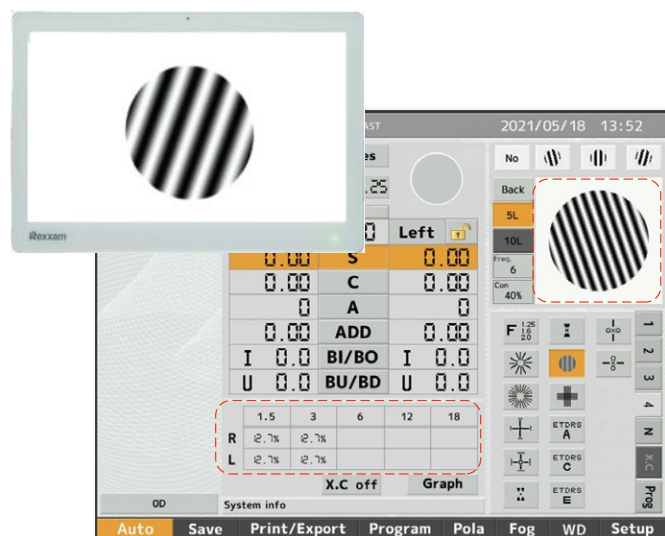 Rexxam
AST
2021/05/18 13:52
es
No
.25
Back
0 Left
5L
10L
Freq.
6
Con
40%
0.00 S 0.00
0.00 C 0.00
0 A 0
0.00 ADD 0.00
I 0.0 BI/BO I 0.0
U 0.0 BU/BD U 0.0
F 1.25 1.6 2.0
oxo
1
2
3
4
N
X.C
Prog
ETDRS
A
ETDRS
C
ETDRS
E
1.5 3 6 12 18
R 12.7% 12.7%
L 12.7% 12.7%
X.C off Graph
OD System info
Auto Save Print/Export Program Pola Fog WD Setup